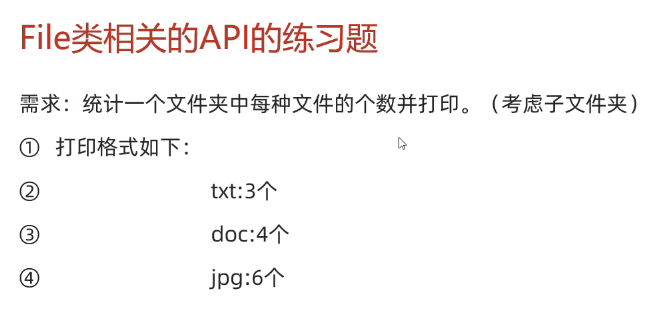 File类相关的API的练习题
需求：统计一个文件夹中每种文件的个数并打印。（考虑子文件夹）
① 打印格式如下：
② txt:3个
③ doc:4个
④ jpg:6个